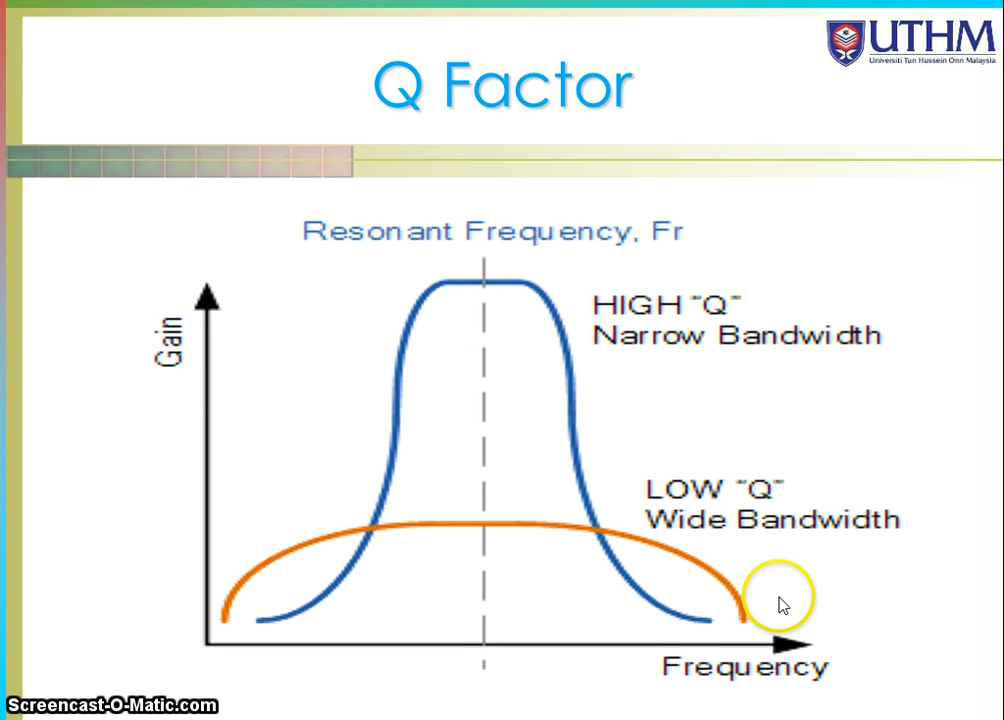 UTHM
Universiti Tun Hussein Onn Malaysia
Q Factor
Resonant Frequency, Fr
HIGH "Q"
Narrow Bandwidth
Gain
LOW "Q"
Wide Bandwidth
Frequency
Screencast-O-Matic.com